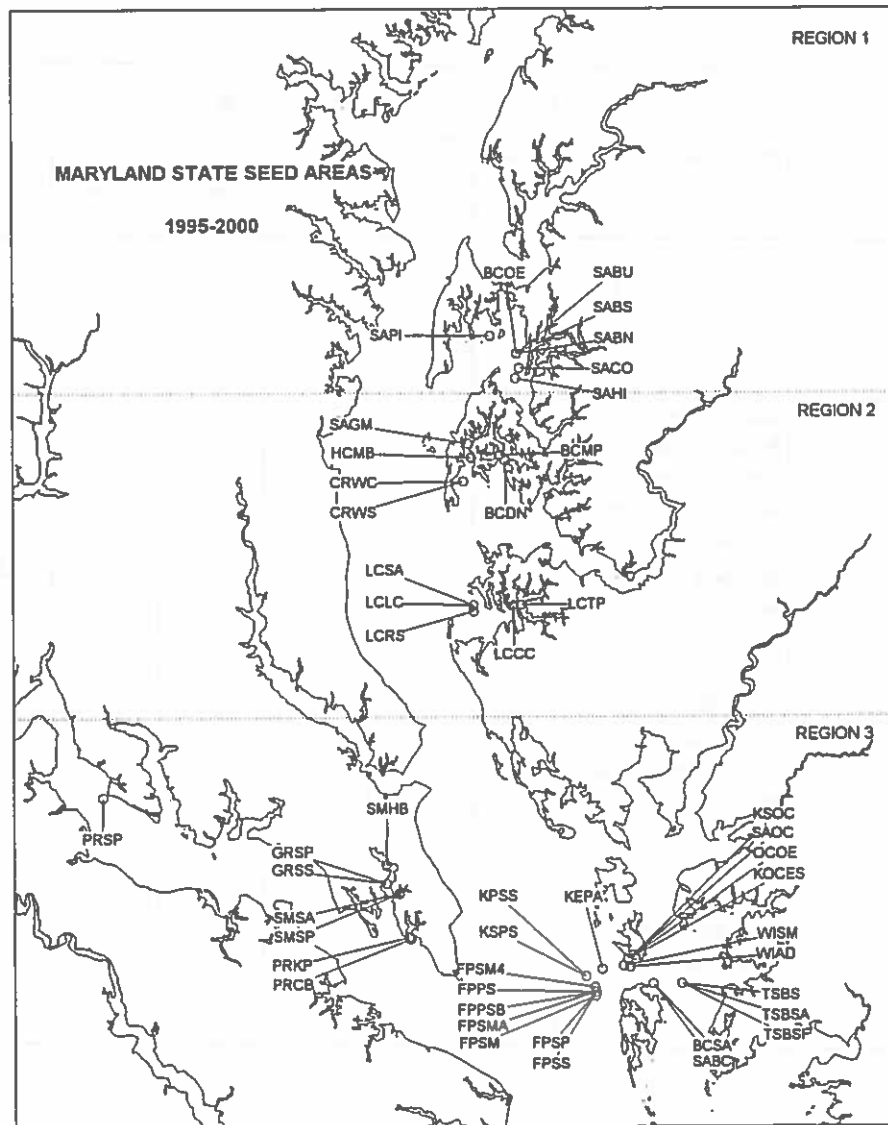 REGION 1
MARYLAND STATE SEED AREAS
1995-2000
BCOE
SABU
SABS
SABN
SACO
SAHI
SAPI
REGION 2
SAGM
HCMB
CRWC
CRWS
BCMP
BCDN
LCSA
LCLC
LCRS
LCTP
LCCC
REGION 3
SMHB
PRSP
GRSP
GRSS
SMSA
SMSP
PRKP
PRCB
KSOC
SAOC
OCOE
KOCES
KPSS
KEPA
KSPS
WISM
WIAD
FPSM4
FPPS
FPPSB
FPSMA
FPSM
FPSP
FPSS
TSBS
TSBSA
TSBSP
BCSA
SABC